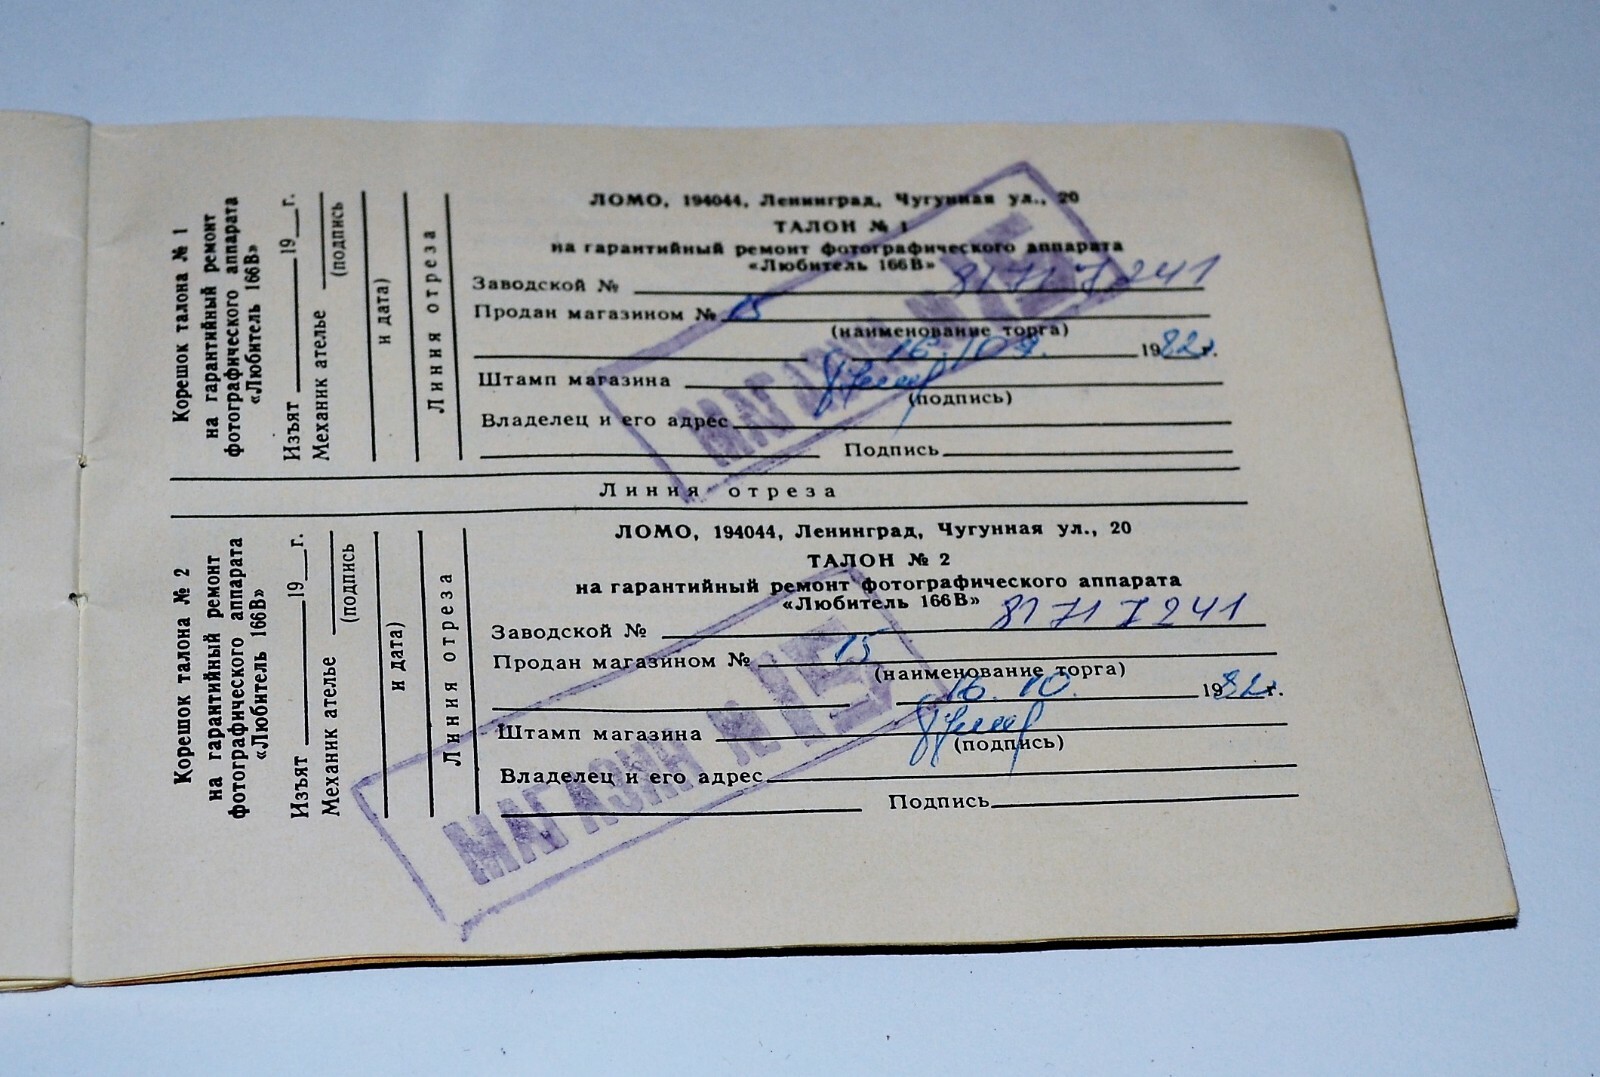 Корешок талона № 1
на гарантийный ремонт
фотографического аппарата
«Любитель 166В»
Изъят 19 г.
Механик ателье
(подпись
и дата)
Линия отреза
ЛОМО, 194044, Ленинград, Чугунная ул., 20
ТАЛОН № 1
на гарантийный ремонт фотографического аппарата
«Любитель 166В»
Заводской № 81717241
Продан магазином № 15
(наименование торга)
16.10 1982 г.
Штамп магазина
(подпись)
Владелец и его адрес
Подпись
МАГАЗИН № 15
Линия отреза
Корешок талона № 2
на гарантийный ремонт
фотографического аппарата
«Любитель 166В»
Изъят 19 г.
Механик ателье
(подпись
и дата)
Линия отреза
ЛОМО, 194044, Ленинград, Чугунная ул., 20
ТАЛОН № 2
на гарантийный ремонт фотографического аппарата
«Любитель 166В»
Заводской № 81717241
Продан магазином № 15
(наименование торга)
16.10. 1982 г.
Штамп магазина
(подпись)
Владелец и его адрес
Подпись
МАГАЗИН № 15